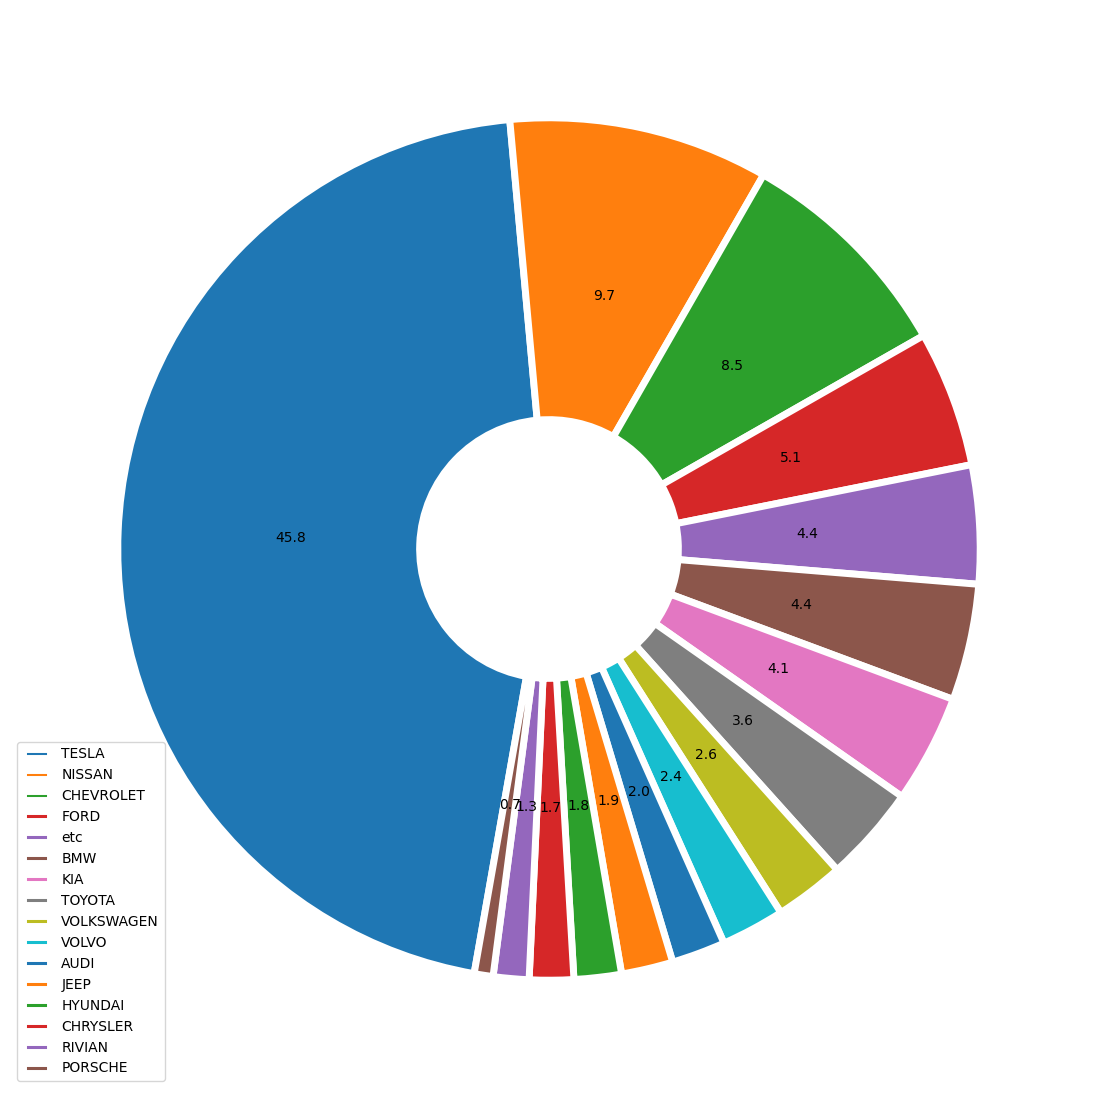 9.7
8.5
5.1
45.8
4.4
4.4
4.1
3.6
2.6
2.4
2.0
1.9
1.8
1.7
1.3
0.7
TESLA
NISSAN
CHEVROLET
FORD
etc
BMW
KIA
TOYOTA
VOLKSWAGEN
VOLVO
AUDI
JEEP
HYUNDAI
CHRYSLER
RIVIAN
PORSCHE